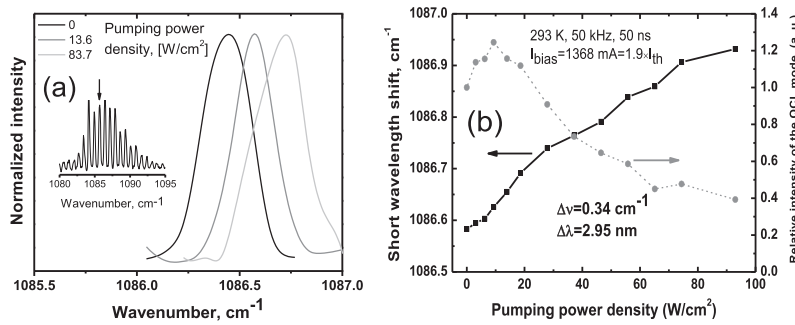 Normalized intensity
0
13.6
83.7
Pumping power
density, [W/cm²]
(a)
1080 1085 1090 1095
Wavenumber, cm⁻¹
1085.5 1086.0 1086.5 1087.0
Wavenumber, cm⁻¹
Short wavelength shift, cm⁻¹
1087.0
1086.9
1086.8
1086.7
1086.6
1086.5
293 K, 50 kHz, 50 ns
I_bias=1368 mA=1.9×I_th
(b)
Δν=0.34 cm⁻¹
Δλ=2.95 nm
0 20 40 60 80 100
Pumping power density (W/cm²)
1.4
1.2
1.0
0.8
0.6
0.4
0.2
0.0
Relative intensity of the QCL mode, (a. u.)